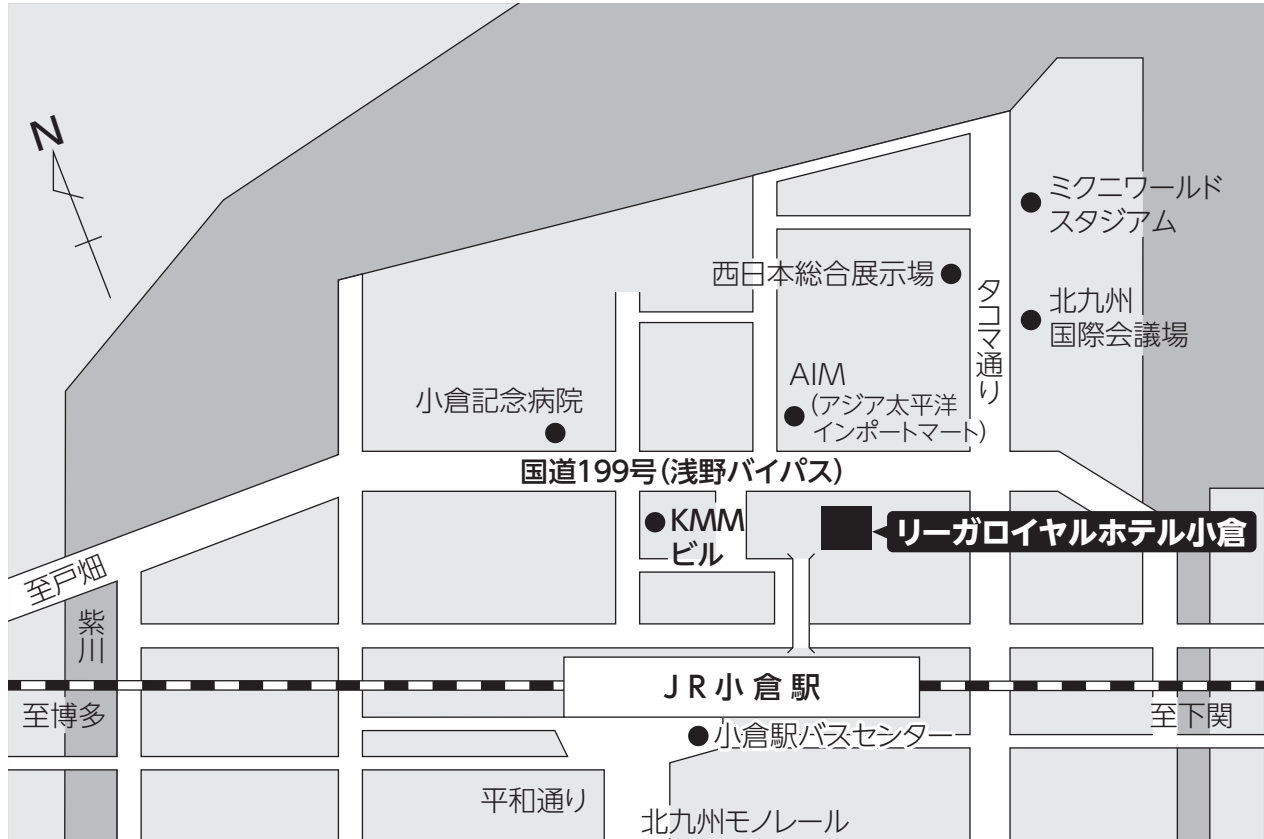 N
ミクニワールド
スタジアム
西日本総合展示場
タコマ通り
北九州
国際会議場
AIM
(アジア太平洋
インポートマート)
小倉記念病院
国道199号(浅野バイパス)
KMM
ビル
リーガロイヤルホテル小倉
至戸畑
紫川
JR小倉駅
至博多
至下関
小倉駅バスセンター
平和通り
北九州モノレール